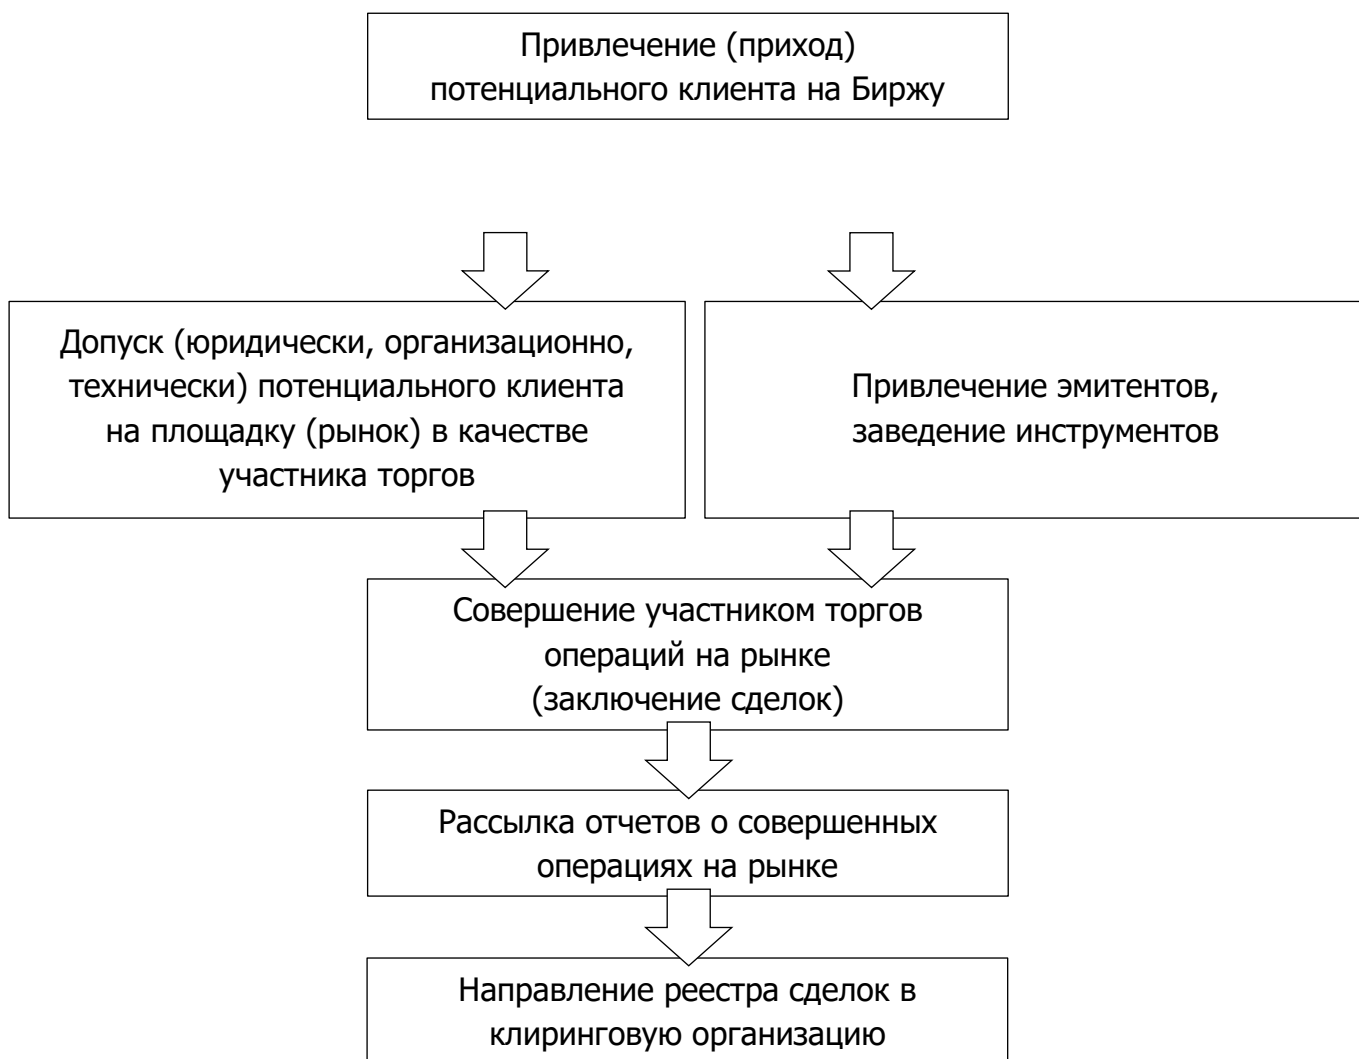 Привлечение (приход)
потенциального клиента на Биржу
Допуск (юридически, организационно,
технически) потенциального клиента
на площадку (рынок) в качестве
участника торгов
Привлечение эмитентов,
заведение инструментов
Совершение участником торгов
операций на рынке
(заключение сделок)
Рассылка отчетов о совершенных
операциях на рынке
Направление реестра сделок в
клиринговую организацию